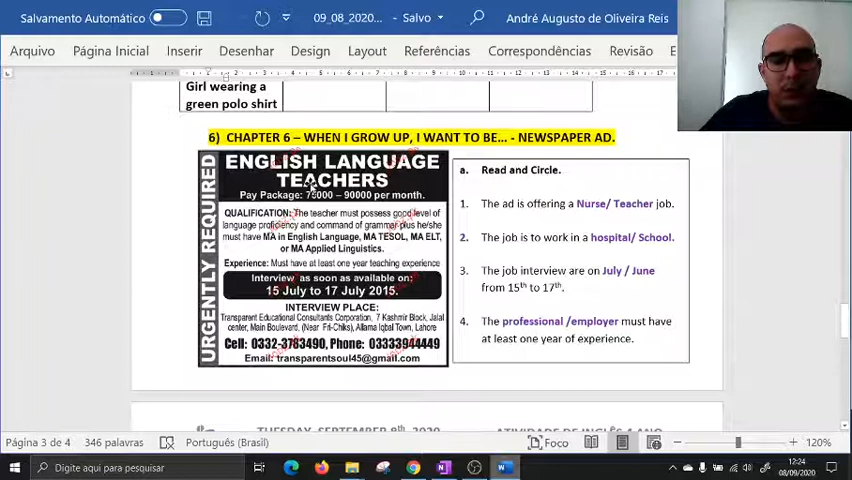 Salvamento Automático
09_08_2020... - Salvo
André Augusto de Oliveira Reis
Arquivo Página Inicial Inserir Desenhar Design Layout Referências Correspondências Revisão
Girl wearing a
green polo shirt
6) CHAPTER 6 – WHEN I GROW UP, I WANT TO BE... - NEWSPAPER AD.
URGENTLY REQUIRED
ENGLISH LANGUAGE
TEACHERS
Pay Package: 75000 – 90000 per month.
QUALIFICATION: The teacher must possess good level of
language proficiency and command of grammar plus he/she
must have MA in English Language, MA TESOL, MA ELT,
or MA Applied Linguistics.
Experience: Must have at least one year teaching experience
Interview as soon as available on:
15 July to 17 July 2015.
INTERVIEW PLACE:
Transparent Educational Consultants Corporation, 7 Kashmir Block, Jalal
center, Main Boulevard, (Near Fri-Chiks), Allama Iqbal Town, Lahore
Cell: 0332-3783490, Phone: 03333944449
Email: transparentsoul45@gmail.com
a. Read and Circle.
1. The ad is offering a Nurse/ Teacher job.
2. The job is to work in a hospital/ School.
3. The job interview are on July / June
from 15th to 17th.
4. The professional /employer must have
at least one year of experience.
TUESDAY, SEPTEMBER 8th, 2020
ATIVIDADE DE INGLÊS 4 ANO
Página 3 de 4 346 palavras Português (Brasil) Foco 120%
Digite aqui para pesquisar
12:24
08/09/2020